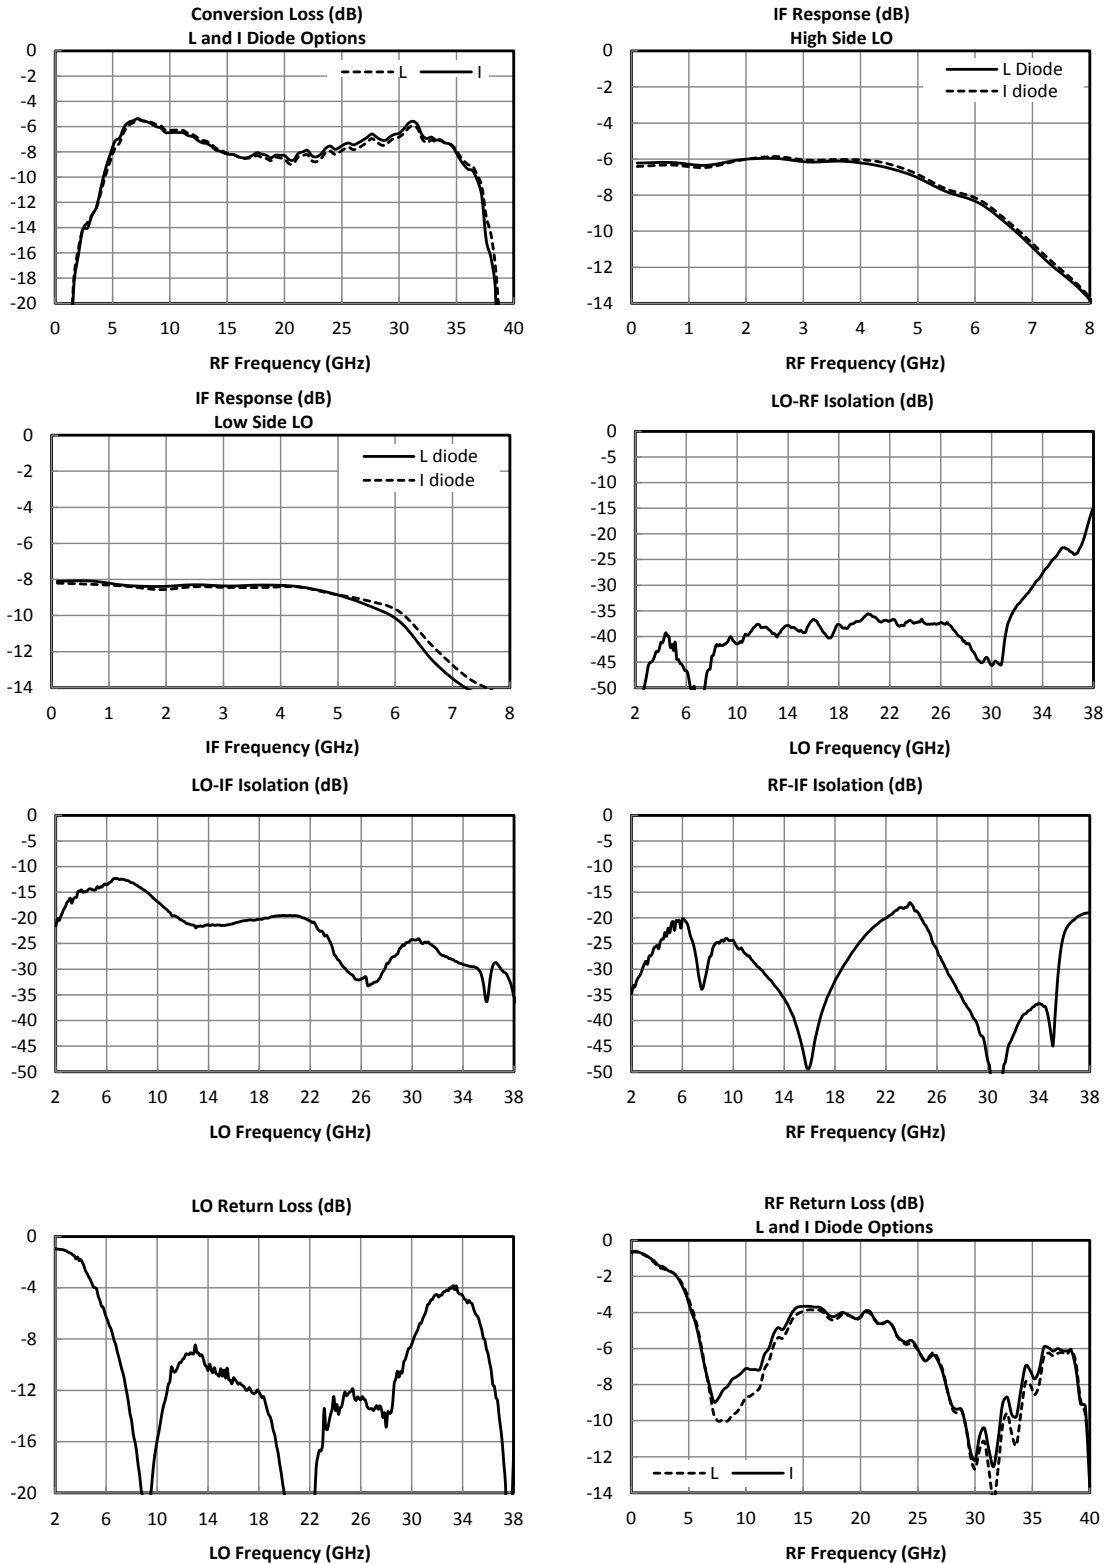 Conversion Loss (dB)
L and I Diode Options
L I
0
-2
-4
-6
-8
-10
-12
-14
-16
-18
-20
0 5 10 15 20 25 30 35 40
RF Frequency (GHz)
IF Response (dB)
High Side LO
L Diode
I diode
0
-2
-4
-6
-8
-10
-12
-14
0 1 2 3 4 5 6 7 8
RF Frequency (GHz)
IF Response (dB)
Low Side LO
L diode
I diode
0
-2
-4
-6
-8
-10
-12
-14
0 1 2 3 4 5 6 7 8
IF Frequency (GHz)
LO-RF Isolation (dB)
0
-5
-10
-15
-20
-25
-30
-35
-40
-45
-50
2 6 10 14 18 22 26 30 34 38
LO Frequency (GHz)
LO-IF Isolation (dB)
0
-5
-10
-15
-20
-25
-30
-35
-40
-45
-50
2 6 10 14 18 22 26 30 34 38
LO Frequency (GHz)
RF-IF Isolation (dB)
0
-5
-10
-15
-20
-25
-30
-35
-40
-45
-50
2 6 10 14 18 22 26 30 34 38
RF Frequency (GHz)
LO Return Loss (dB)
0
-4
-8
-12
-16
-20
2 6 10 14 18 22 26 30 34 38
LO Frequency (GHz)
RF Return Loss (dB)
L and I Diode Options
0
-2
-4
-6
-8
-10
-12
-14
L I
0 5 10 15 20 25 30 35 40
RF Frequency (GHz)